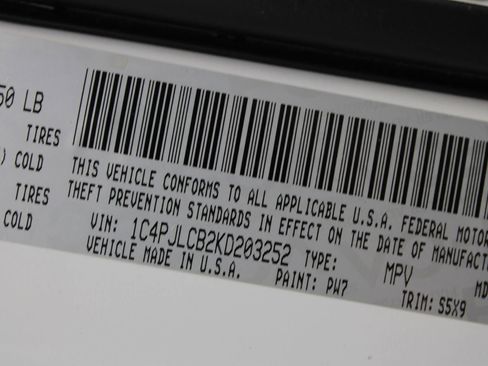 50 LB
TIRES
) COLD
TIRES
COLD
THIS VEHICLE CONFORMS TO ALL APPLICABLE U.S.A. FEDERAL MOTOR
THEFT PREVENTION STANDARDS IN EFFECT ON THE DATE OF MANUFACT
VIN: 1C4PJLCB2KD203252 TYPE: MPV MD
VEHICLE MADE IN U.S.A. PAINT: PW7 TRIM: S5X9